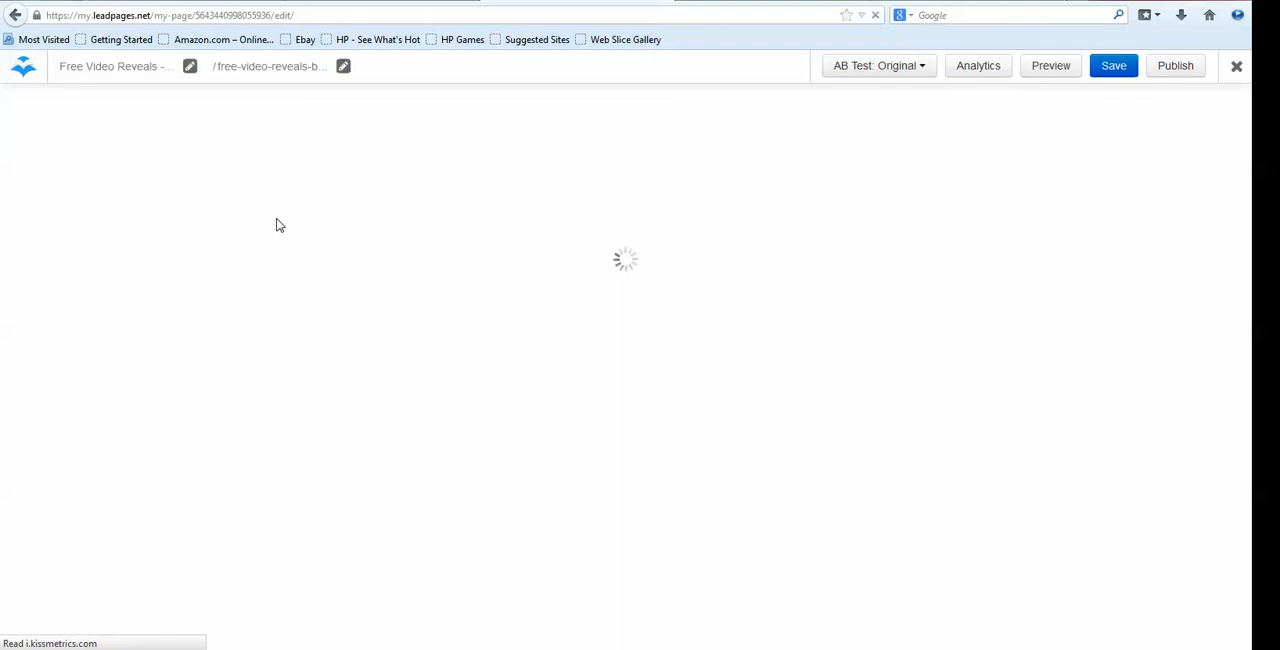 https://my.leadpages.net/my-page/5643440998055936/edit/
Google
Most Visited Getting Started Amazon.com – Online... Ebay HP - See What's Hot HP Games Suggested Sites Web Slice Gallery
Free Video Reveals -... /free-video-reveals-b... AB Test: Original Analytics Preview Save Publish
Read i.kissmetrics.com